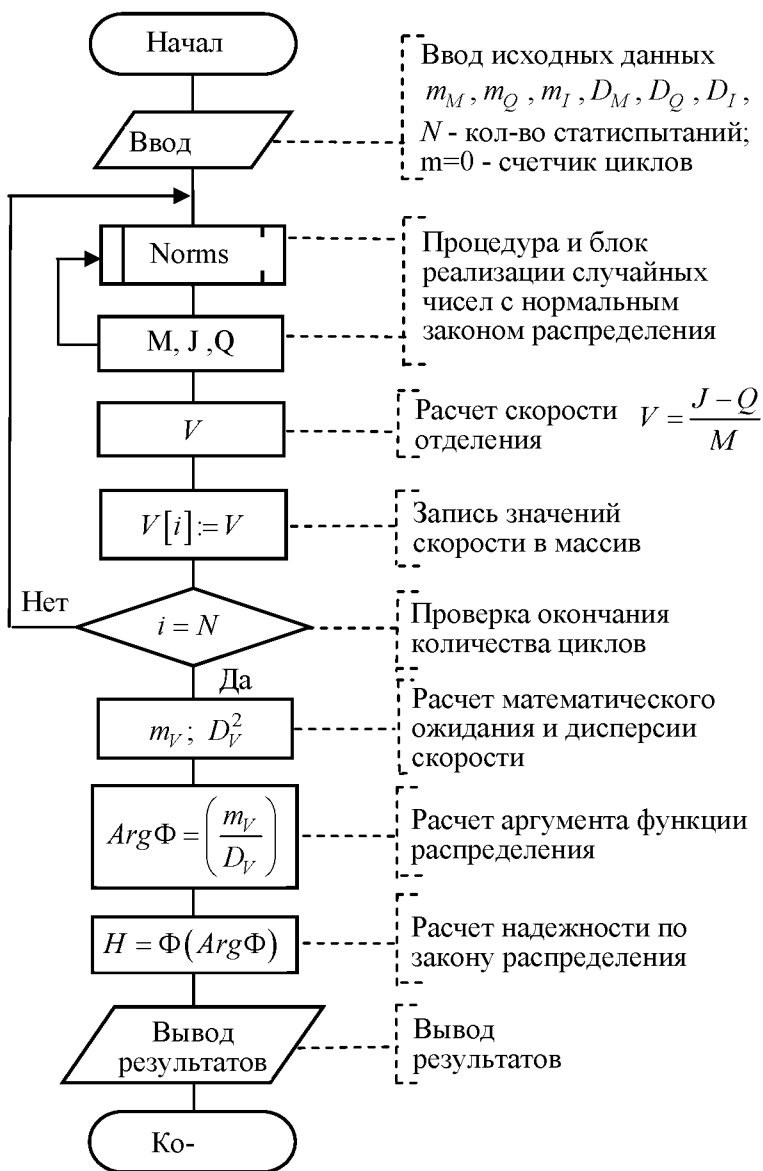 Начал
Ввод исходных данных
m_M, m_Q, m_I, D_M, D_Q, D_I,
N - кол-во статиспытаний;
m=0 - счетчик циклов
Ввод
Norms
Процедура и блок
реализации случайных
чисел с нормальным
законом распределения
M, J ,Q
V
Расчет скорости
отделения
V = (J − Q) / M
V[i]:= V
Запись значений
скорости в массив
Нет
i = N
Проверка окончания
количества циклов
Да
m_V; D_V^2
Расчет математического
ожидания и дисперсии
скорости
ArgΦ = (m_V / D_V)
Расчет аргумента функции
распределения
H = Φ(ArgΦ)
Расчет надежности по
закону распределения
Вывод
результатов
Вывод
результатов
Ко-